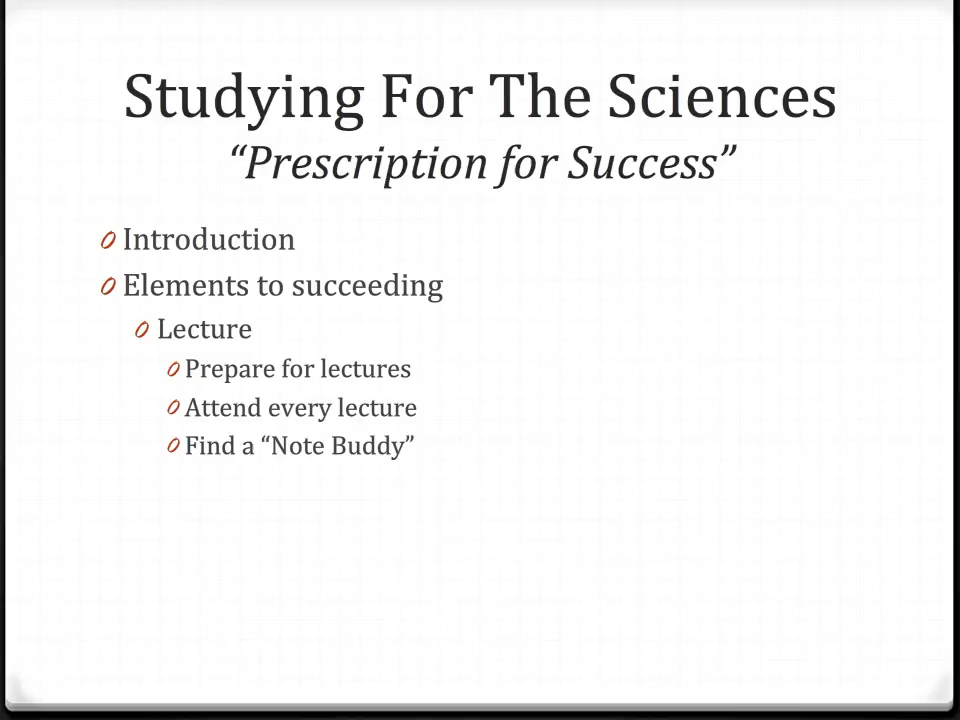 Studying For The Sciences
“Prescription for Success”
Introduction
Elements to succeeding
Lecture
Prepare for lectures
Attend every lecture
Find a “Note Buddy”